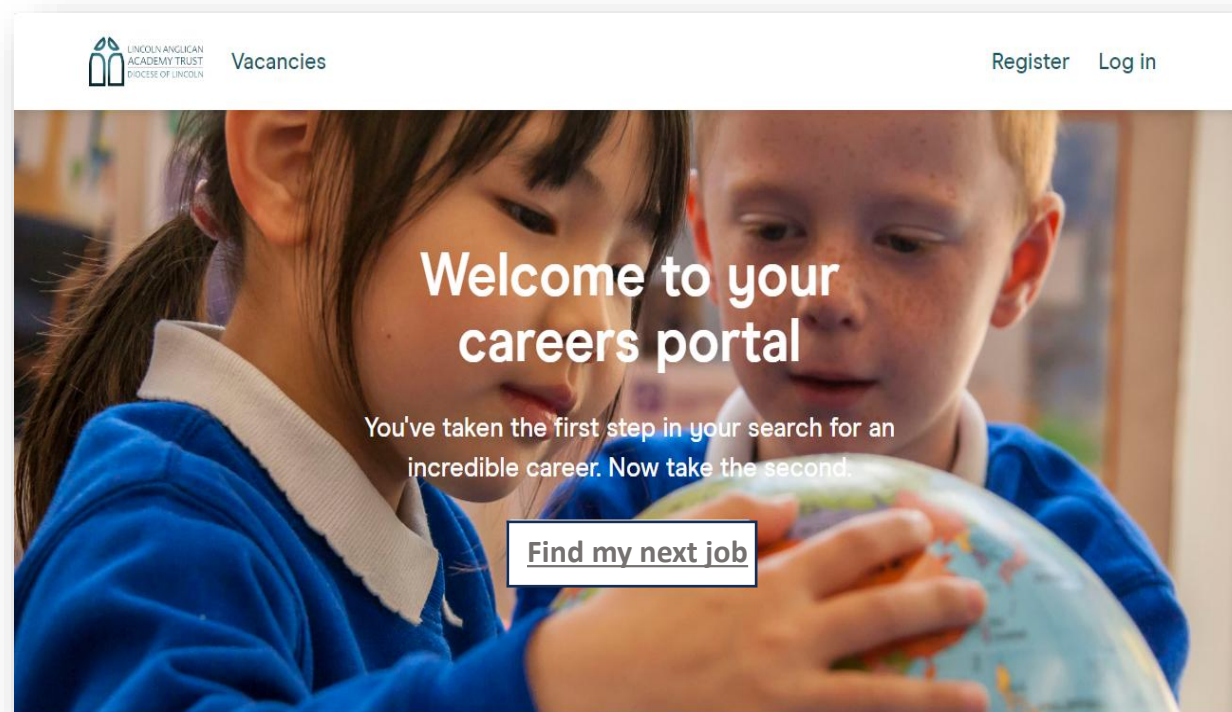 LINCOLN ANGLICAN
ACADEMY TRUST
DIOCESE OF LINCOLN
Vacancies
Register
Log in
Welcome to your
careers portal
You've taken the first step in your search for an
incredible career. Now take the second.
Find my next job